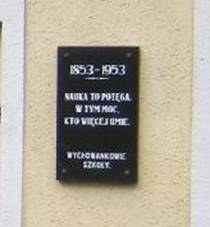 1853-1953
NAUKA TO POTĘGA.
W TYM MOC,
KTO WIĘCEJ UMIE.
WYCHOWANKOWIE
SZKOŁY.